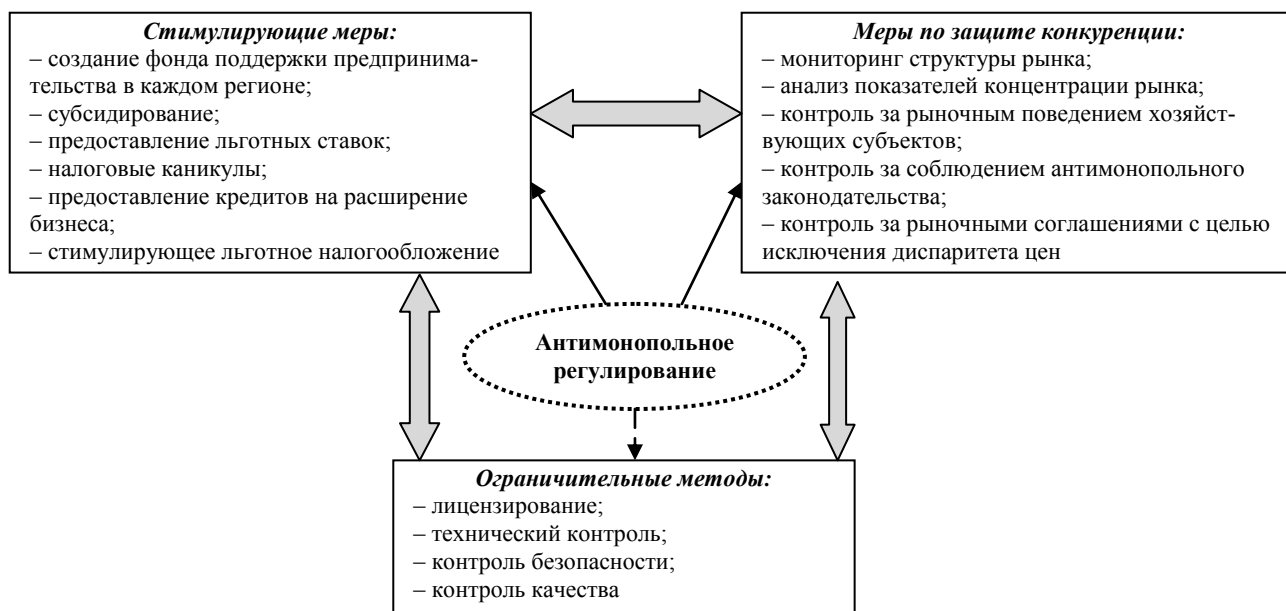 Стимулирующие меры:
– создание фонда поддержки предпринима-
тельства в каждом регионе;
– субсидирование;
– предоставление льготных ставок;
– налоговые каникулы;
– предоставление кредитов на расширение
бизнеса;
– стимулирующее льготное налогообложение
Меры по защите конкуренции:
– мониторинг структуры рынка;
– анализ показателей концентрации рынка;
– контроль за рыночным поведением хозяйст-
вующих субъектов;
– контроль за соблюдением антимонопольного
законодательства;
– контроль за рыночными соглашениями с целью
исключения диспаритета цен
Антимонопольное
регулирование
Ограничительные методы:
– лицензирование;
– технический контроль;
– контроль безопасности;
– контроль качества